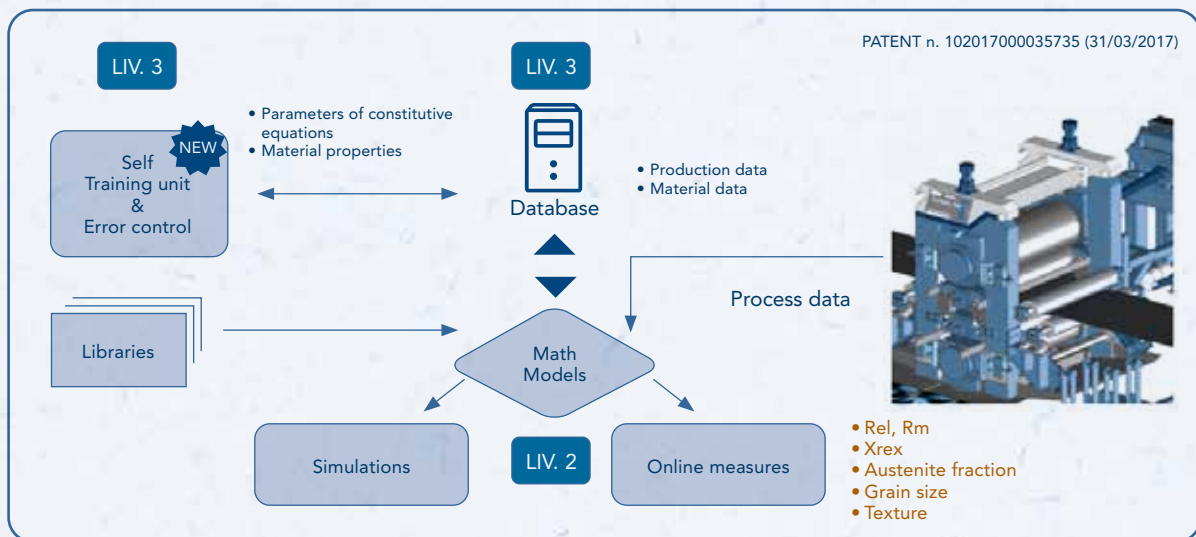 PATENT n. 102017000035735 (31/03/2017)
LIV. 3
LIV. 3
• Parameters of constitutive
equations
• Material properties
NEW
Self
Training unit
&
Error control
• Production data
• Material data
Database
Process data
Libraries
Math
Models
Simulations
LIV. 2
Online measures
• Rel, Rm
• Xrex
• Austenite fraction
• Grain size
• Texture